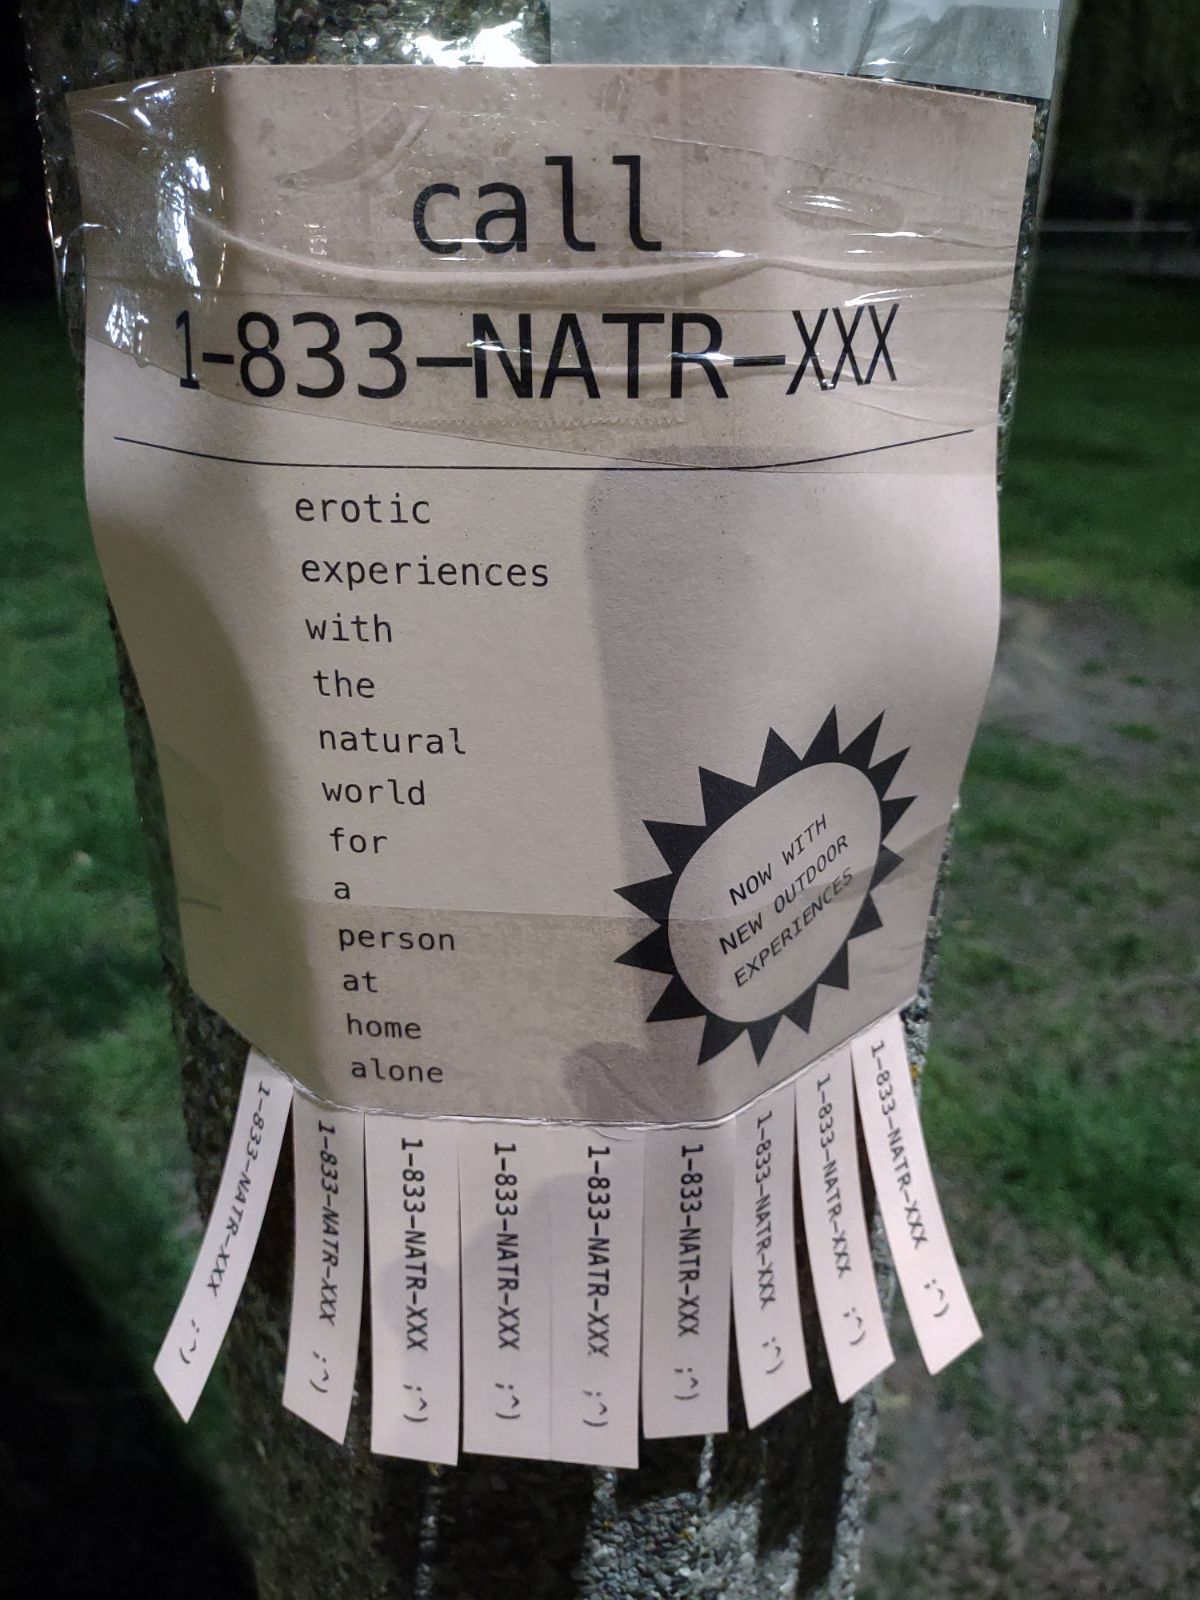 call
1-833-NATR-XXX
erotic
experiences
with
the
natural
world
for
a
person
at
home
alone
NOW WITH
NEW OUTDOOR
EXPERIENCES
1-833-NATR-XXX ;^)
1-833-NATR-XXX ;^)
1-833-NATR-XXX ;^)
1-833-NATR-XXX ;^)
1-833-NATR-XXX ;^)
1-833-NATR-XXX ;^)
1-833-NATR-XXX ;^)
1-833-NATR-XXX ;^)
1-833-NATR-XXX ;^)